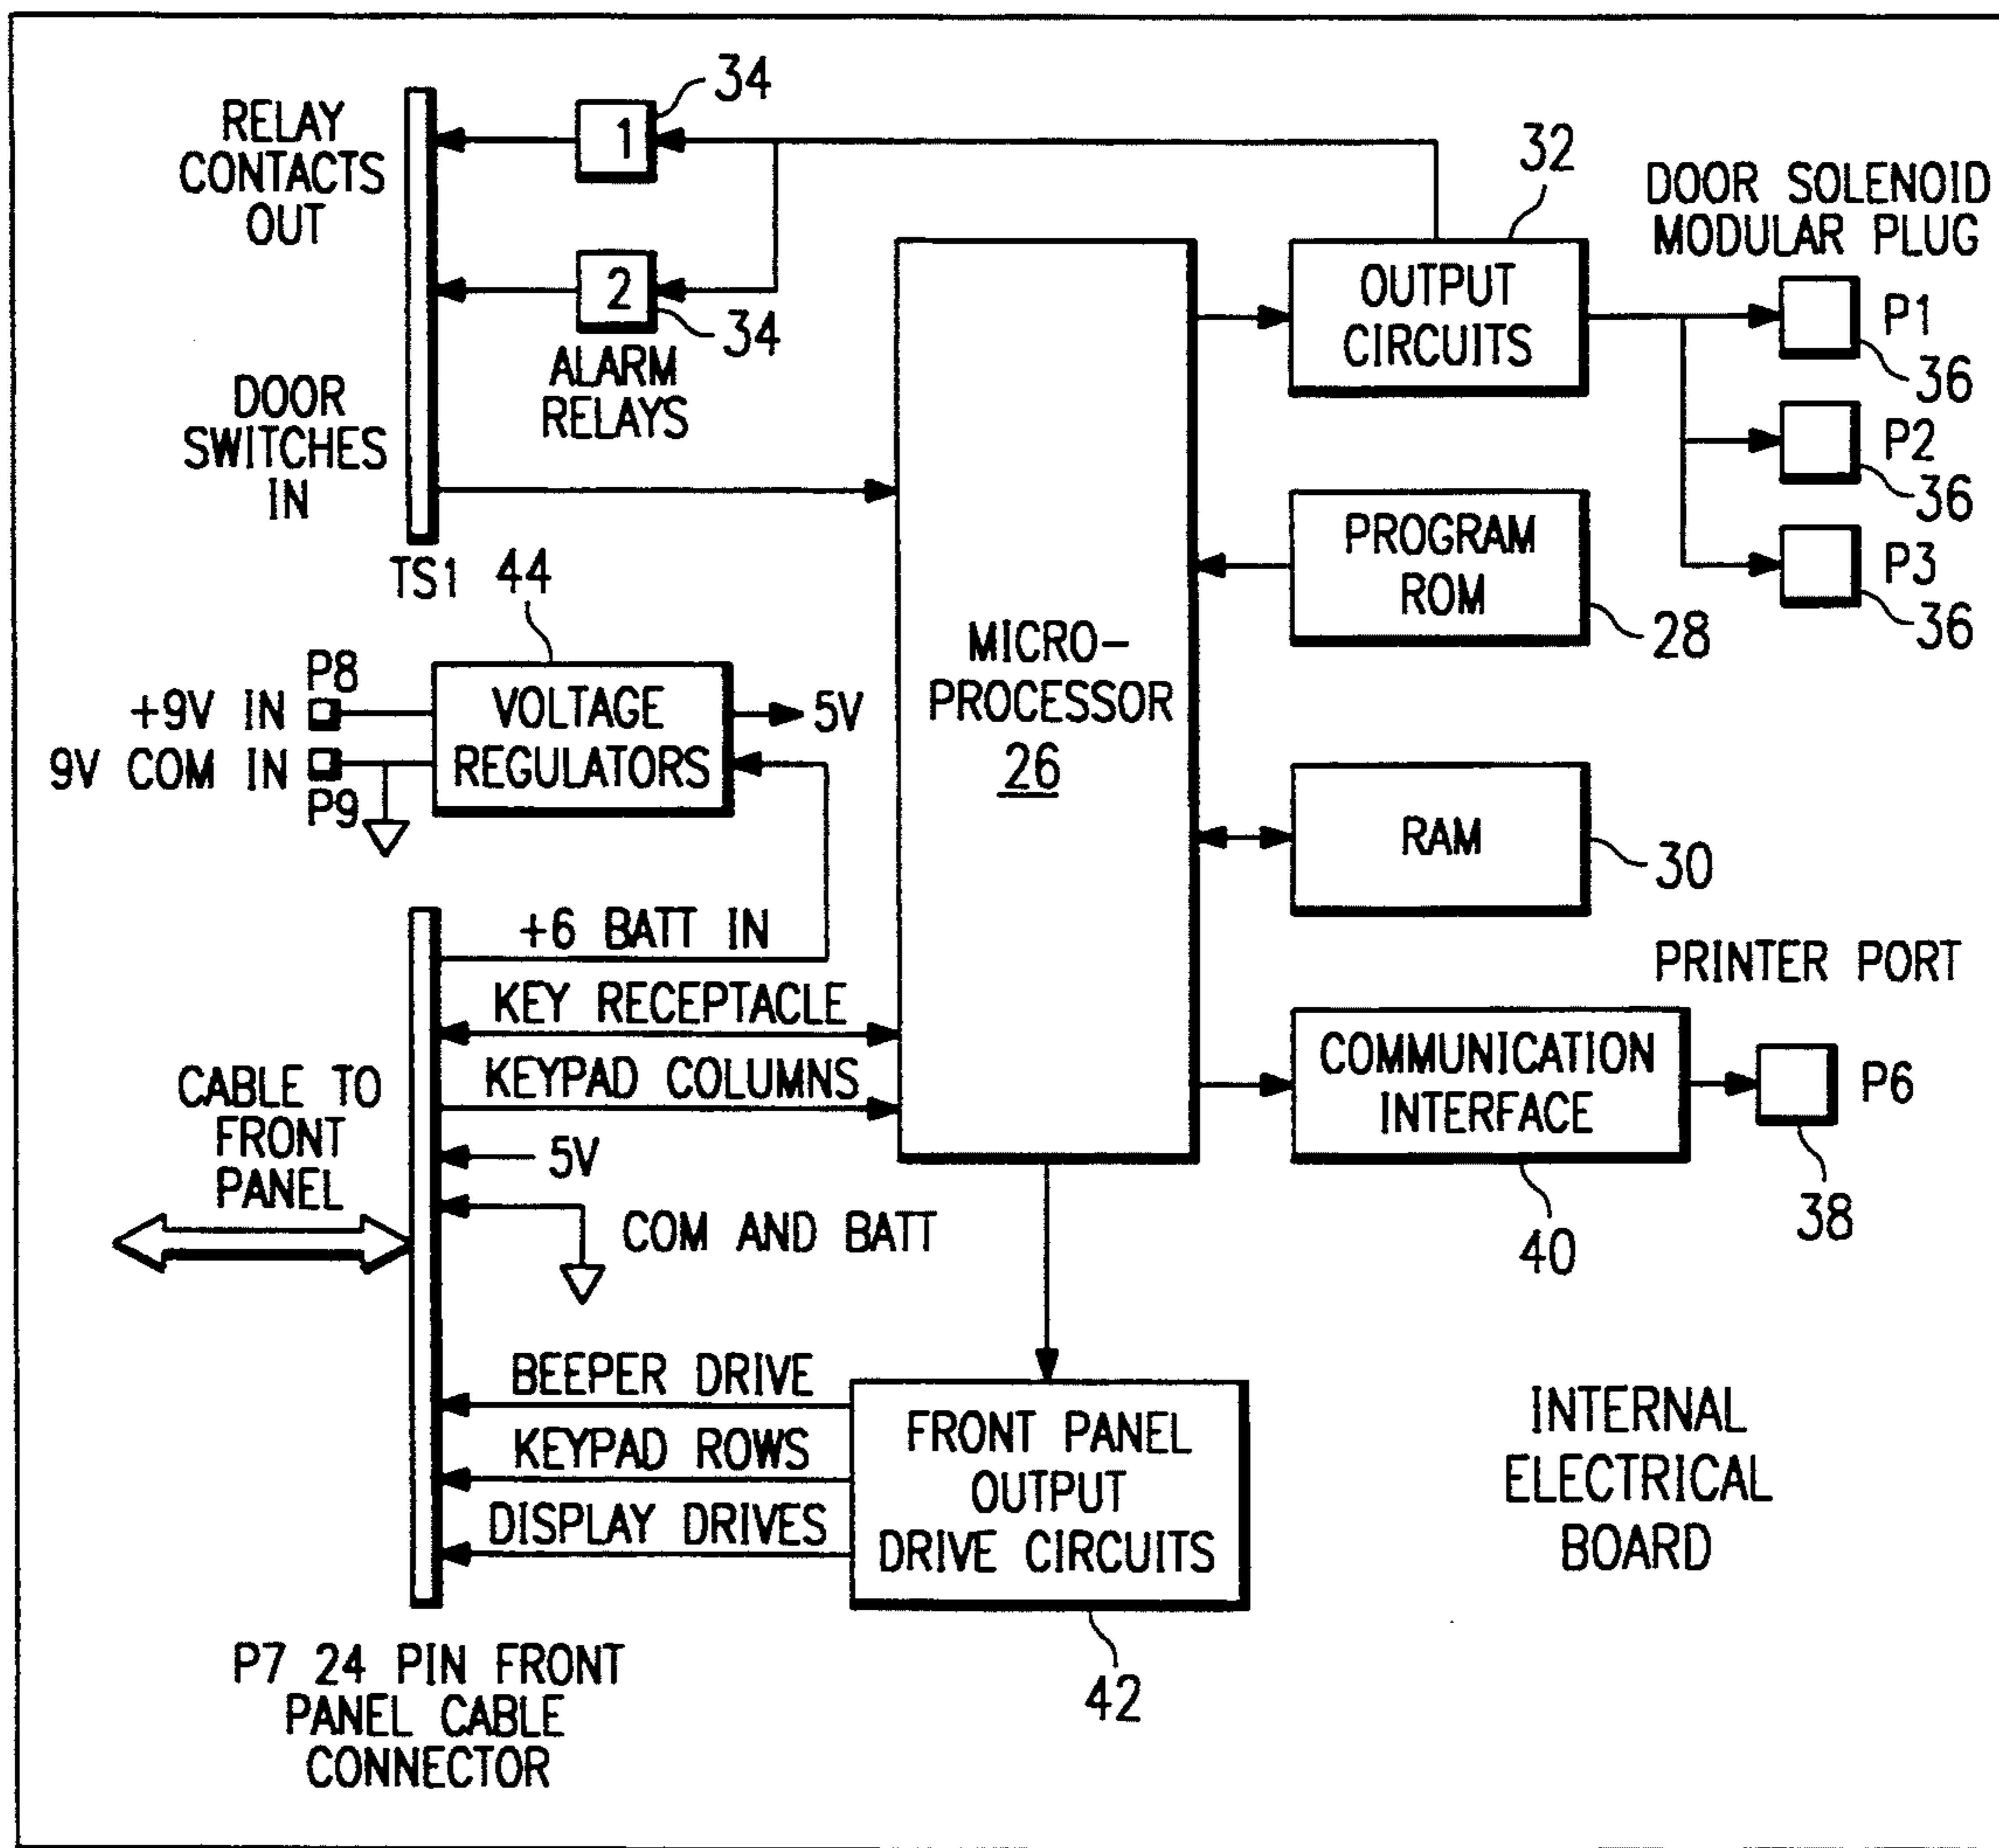 RELAY
CONTACTS
OUT
34
1
2
34
ALARM
RELAYS
DOOR
SWITCHES
IN
TS1
32
OUTPUT
CIRCUITS
DOOR SOLENOID
MODULAR PLUG
P1
36
P2
36
P3
36
PROGRAM
ROM
28
MICRO-
PROCESSOR
26
44
P8
+9V IN
VOLTAGE
REGULATORS
5V
9V COM IN
P9
RAM
30
+6 BATT IN
KEY RECEPTACLE
KEYPAD COLUMNS
5V
COM AND BATT
CABLE TO
FRONT
PANEL
PRINTER PORT
COMMUNICATION
INTERFACE
P6
38
40
BEEPER DRIVE
KEYPAD ROWS
DISPLAY DRIVES
FRONT PANEL
OUTPUT
DRIVE CIRCUITS
42
INTERNAL
ELECTRICAL
BOARD
P7 24 PIN FRONT
PANEL CABLE
CONNECTOR